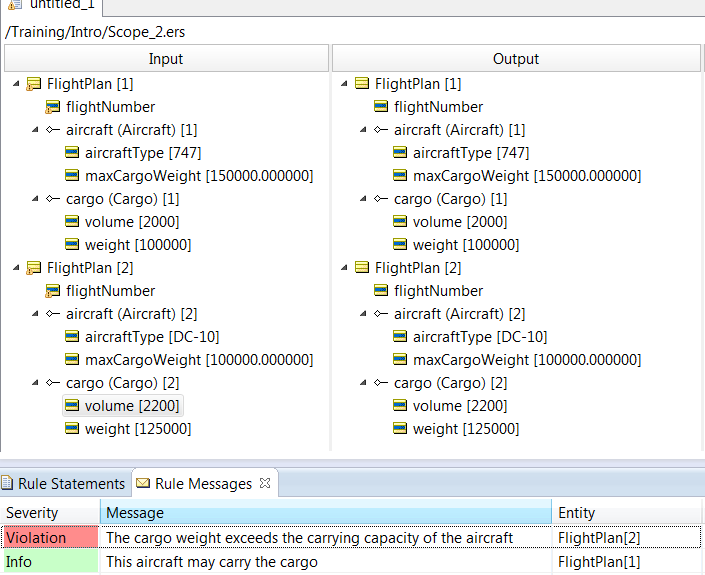 untitled_1
/Training/Intro/Scope_2.ers
Input
Output
FlightPlan [1]
flightNumber
aircraft (Aircraft) [1]
aircraftType [747]
maxCargoWeight [150000.000000]
cargo (Cargo) [1]
volume [2000]
weight [100000]
FlightPlan [2]
flightNumber
aircraft (Aircraft) [2]
aircraftType [DC-10]
maxCargoWeight [100000.000000]
cargo (Cargo) [2]
volume [2200]
weight [125000]
FlightPlan [1]
flightNumber
aircraft (Aircraft) [1]
aircraftType [747]
maxCargoWeight [150000.000000]
cargo (Cargo) [1]
volume [2000]
weight [100000]
FlightPlan [2]
flightNumber
aircraft (Aircraft) [2]
aircraftType [DC-10]
maxCargoWeight [100000.000000]
cargo (Cargo) [2]
volume [2200]
weight [125000]
Rule Statements
Rule Messages
Severity Message Entity
Violation The cargo weight exceeds the carrying capacity of the aircraft FlightPlan[2]
Info This aircraft may carry the cargo FlightPlan[1]